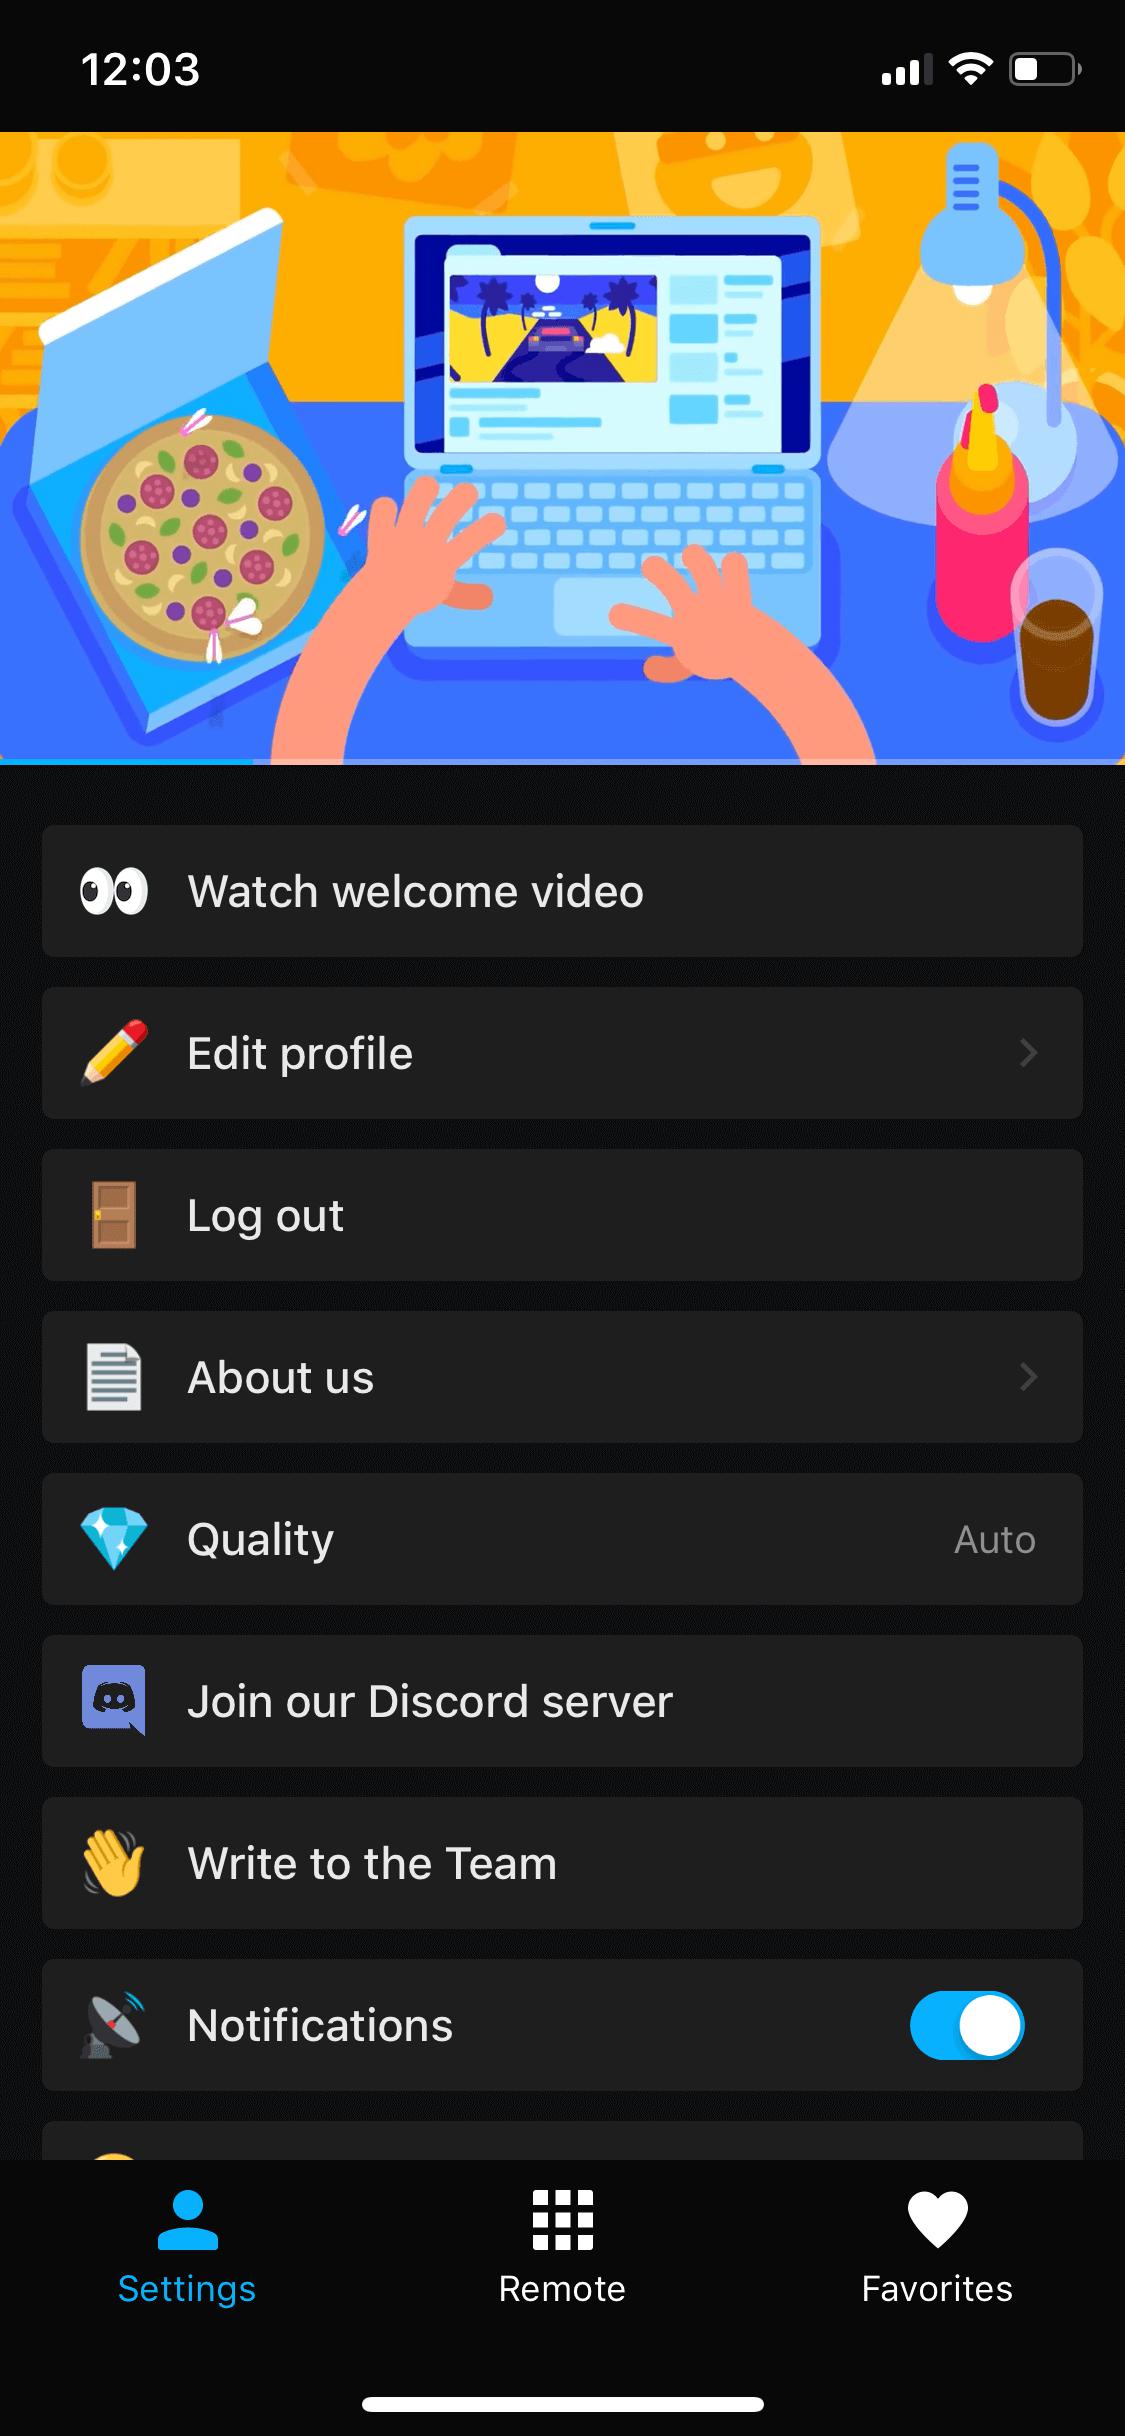 12:03
Watch welcome video
Edit profile
Log out
About us
Quality
Auto
Join our Discord server
Write to the Team
Notifications
Settings
Remote
Favorites